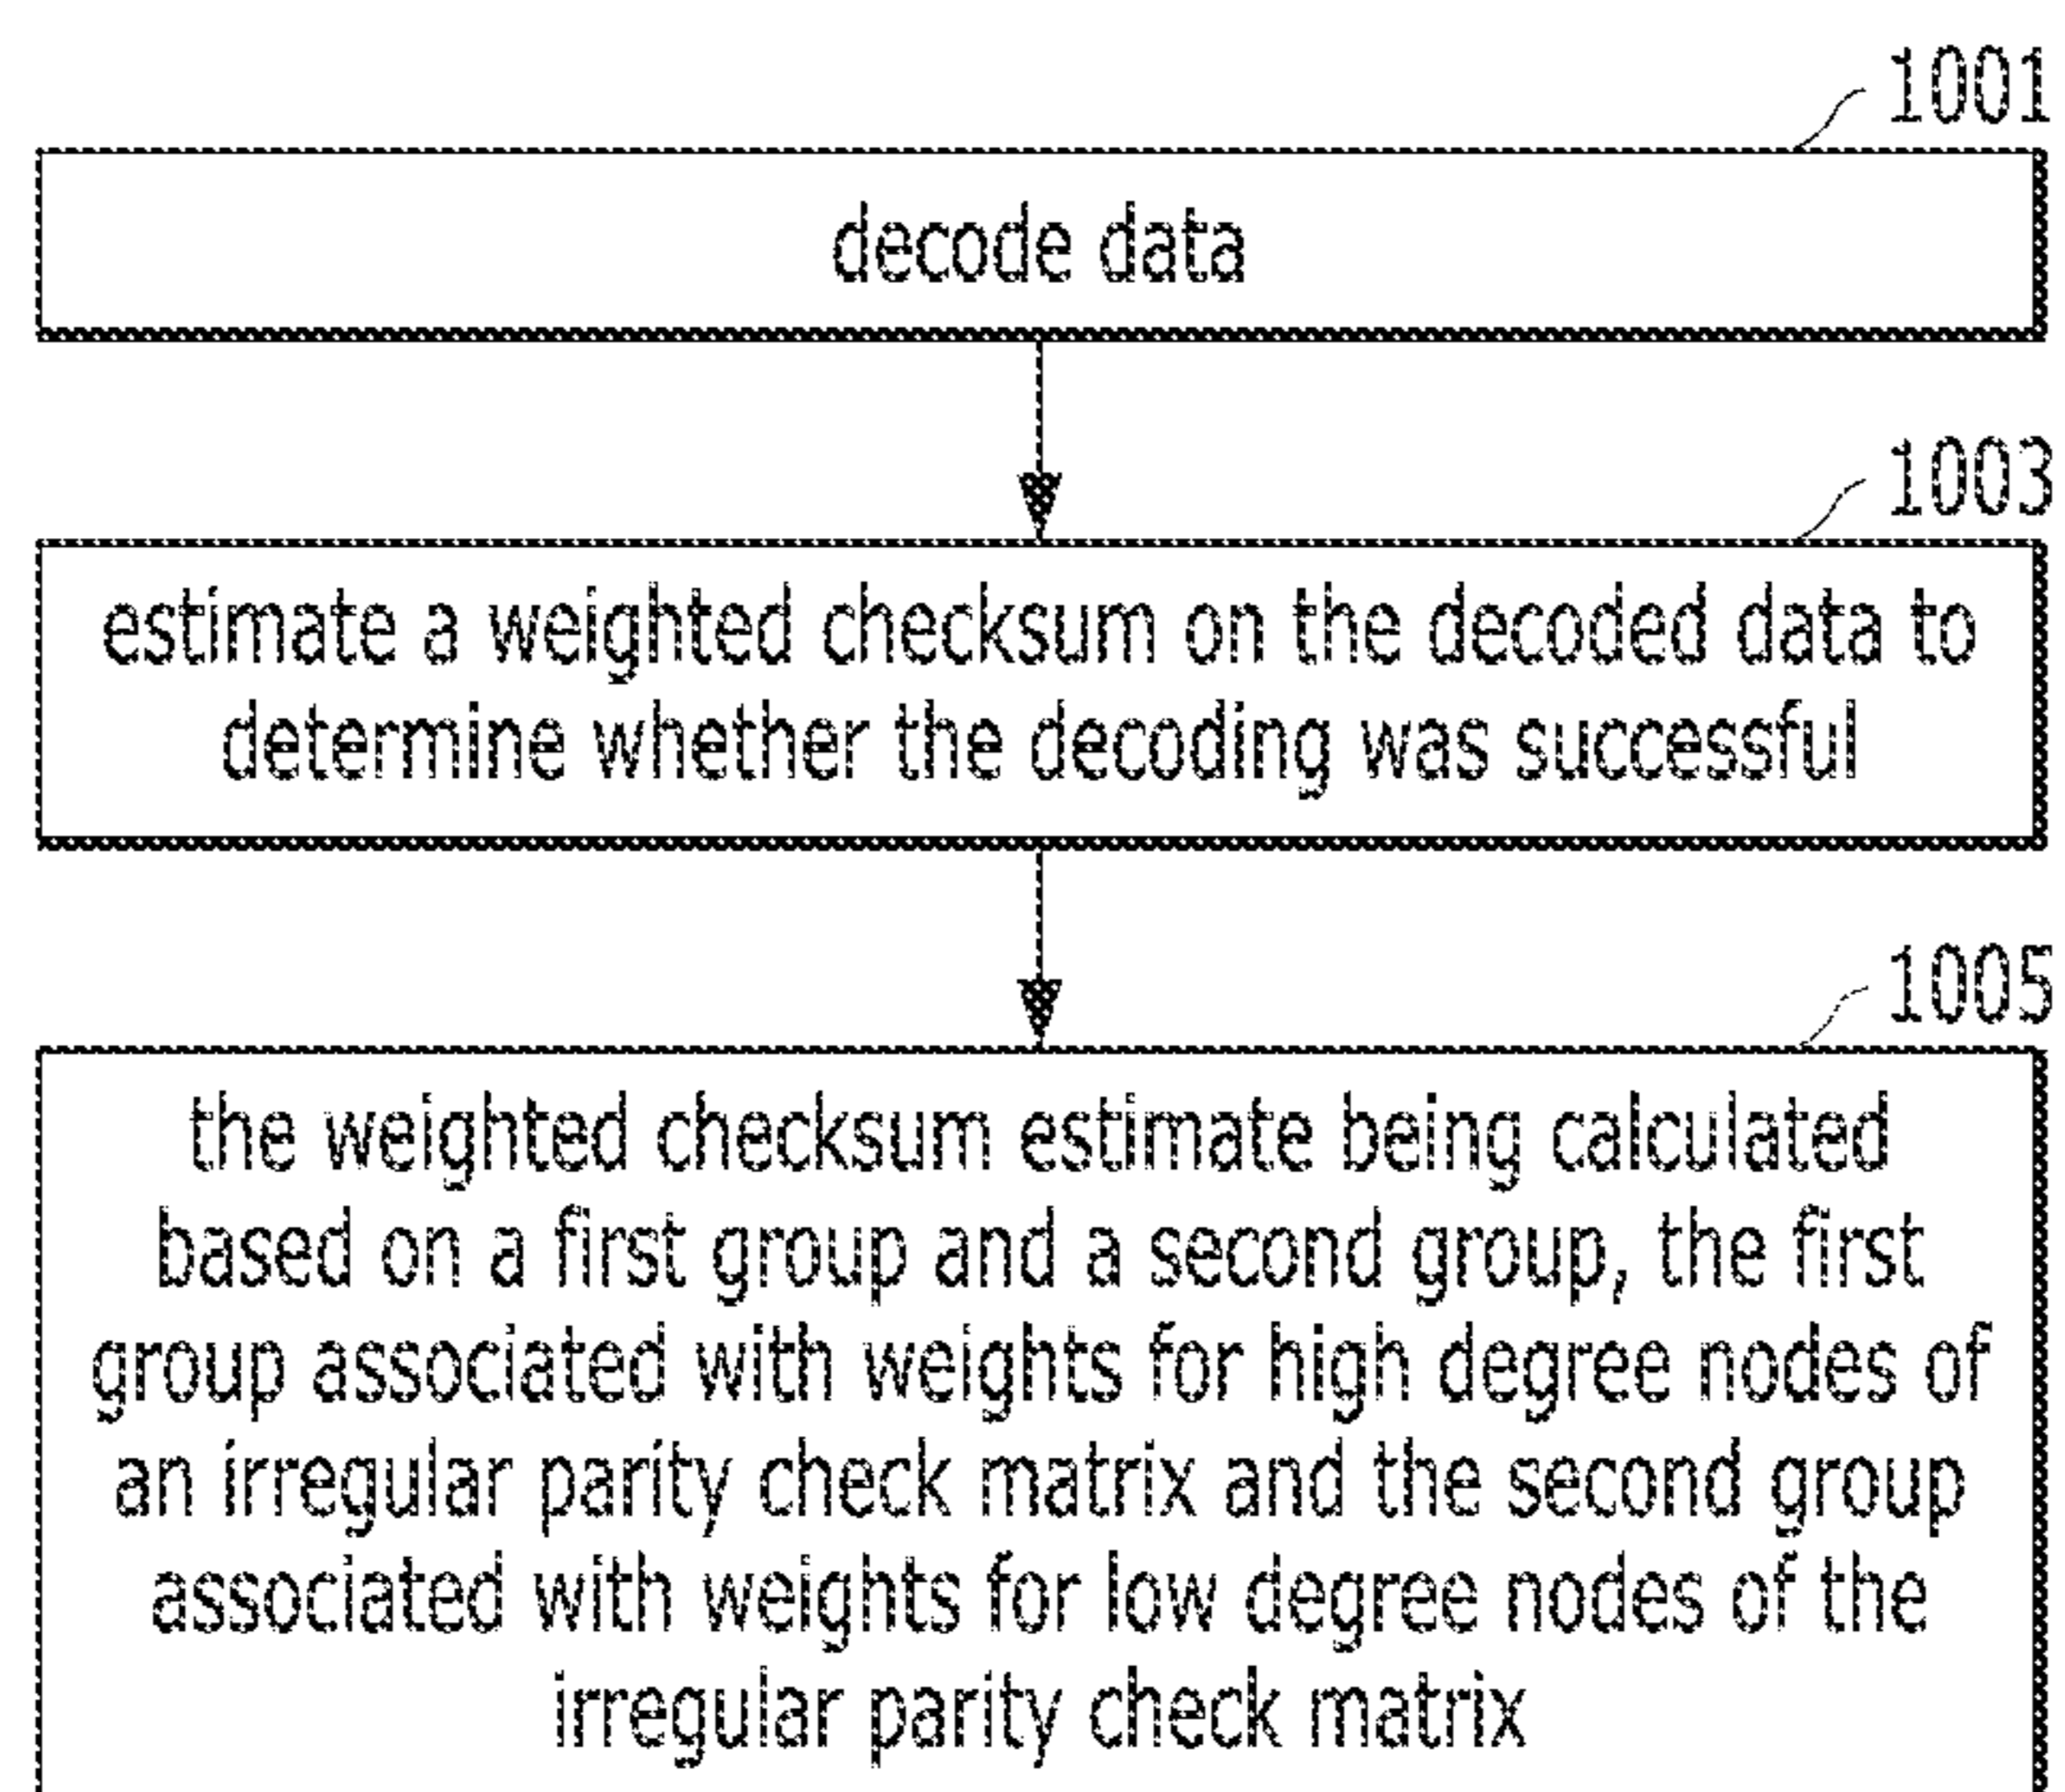 1001
decode data
1003
estimate a weighted checksum on the decoded data to
determine whether the decoding was successful
1005
the weighted checksum estimate being calculated
based on a first group and a second group, the first
group associated with weights for high degree nodes of
an irregular parity check matrix and the second group
associated with weights for low degree nodes of the
irregular parity check matrix